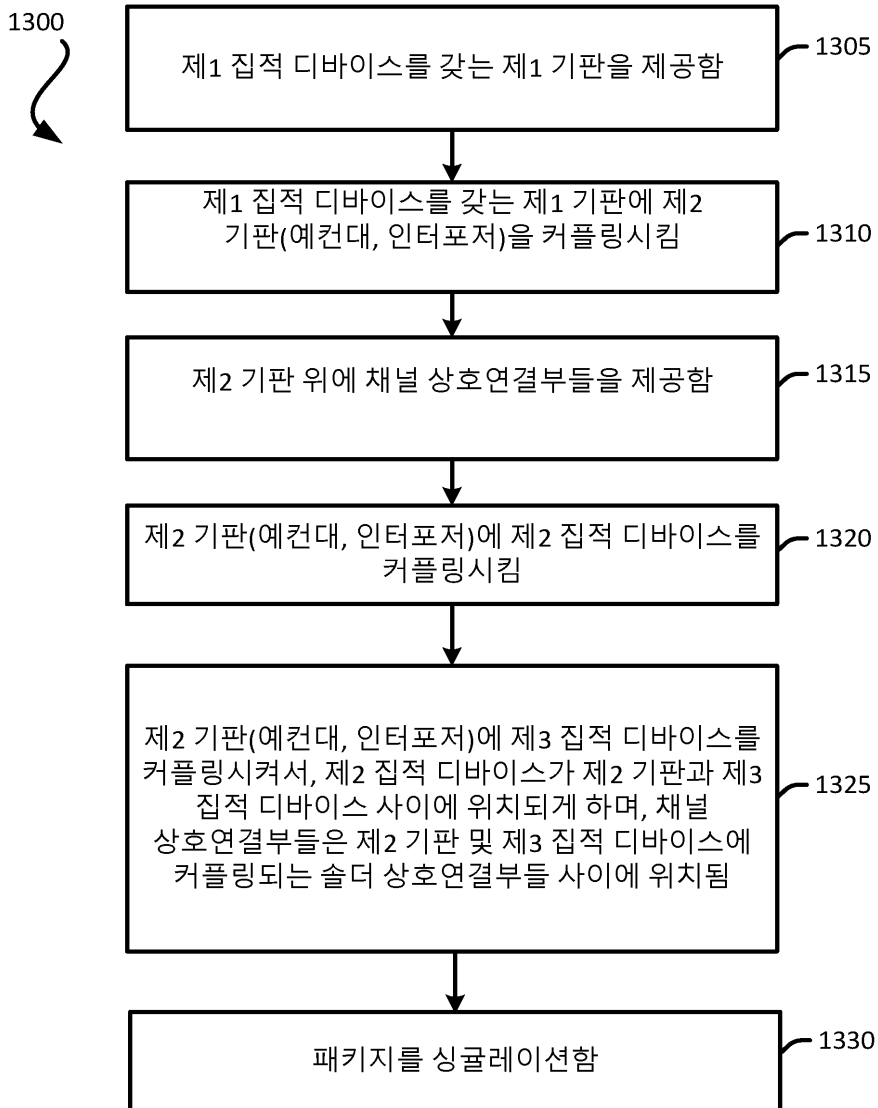 1300
제1 집적 디바이스를 갖는 제1 기판을 제공함
1305
제1 집적 디바이스를 갖는 제1 기판에 제2
기판(예컨대, 인터포저)을 커플링시킴
1310
제2 기판 위에 채널 상호연결부들을 제공함
1315
제2 기판(예컨대, 인터포저)에 제2 집적 디바이스를
커플링시킴
1320
제2 기판(예컨대, 인터포저)에 제3 집적 디바이스를
커플링시켜서, 제2 집적 디바이스가 제2 기판과 제3
집적 디바이스 사이에 위치되게 하며, 채널
상호연결부들은 제2 기판 및 제3 집적 디바이스에
커플링되는 솔더 상호연결부들 사이에 위치됨
1325
패키지를 싱귤레이션함
1330